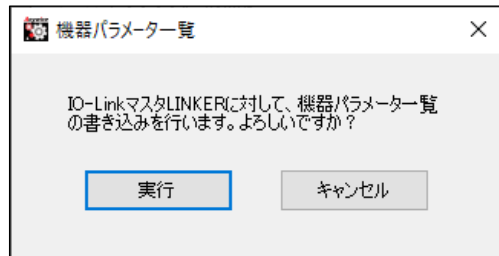 機器パラメータ一覧
IO-LinkマスタLINKERに対して、機器パラメータ一覧
の書き込みを行います。よろしいですか？
実行
キャンセル